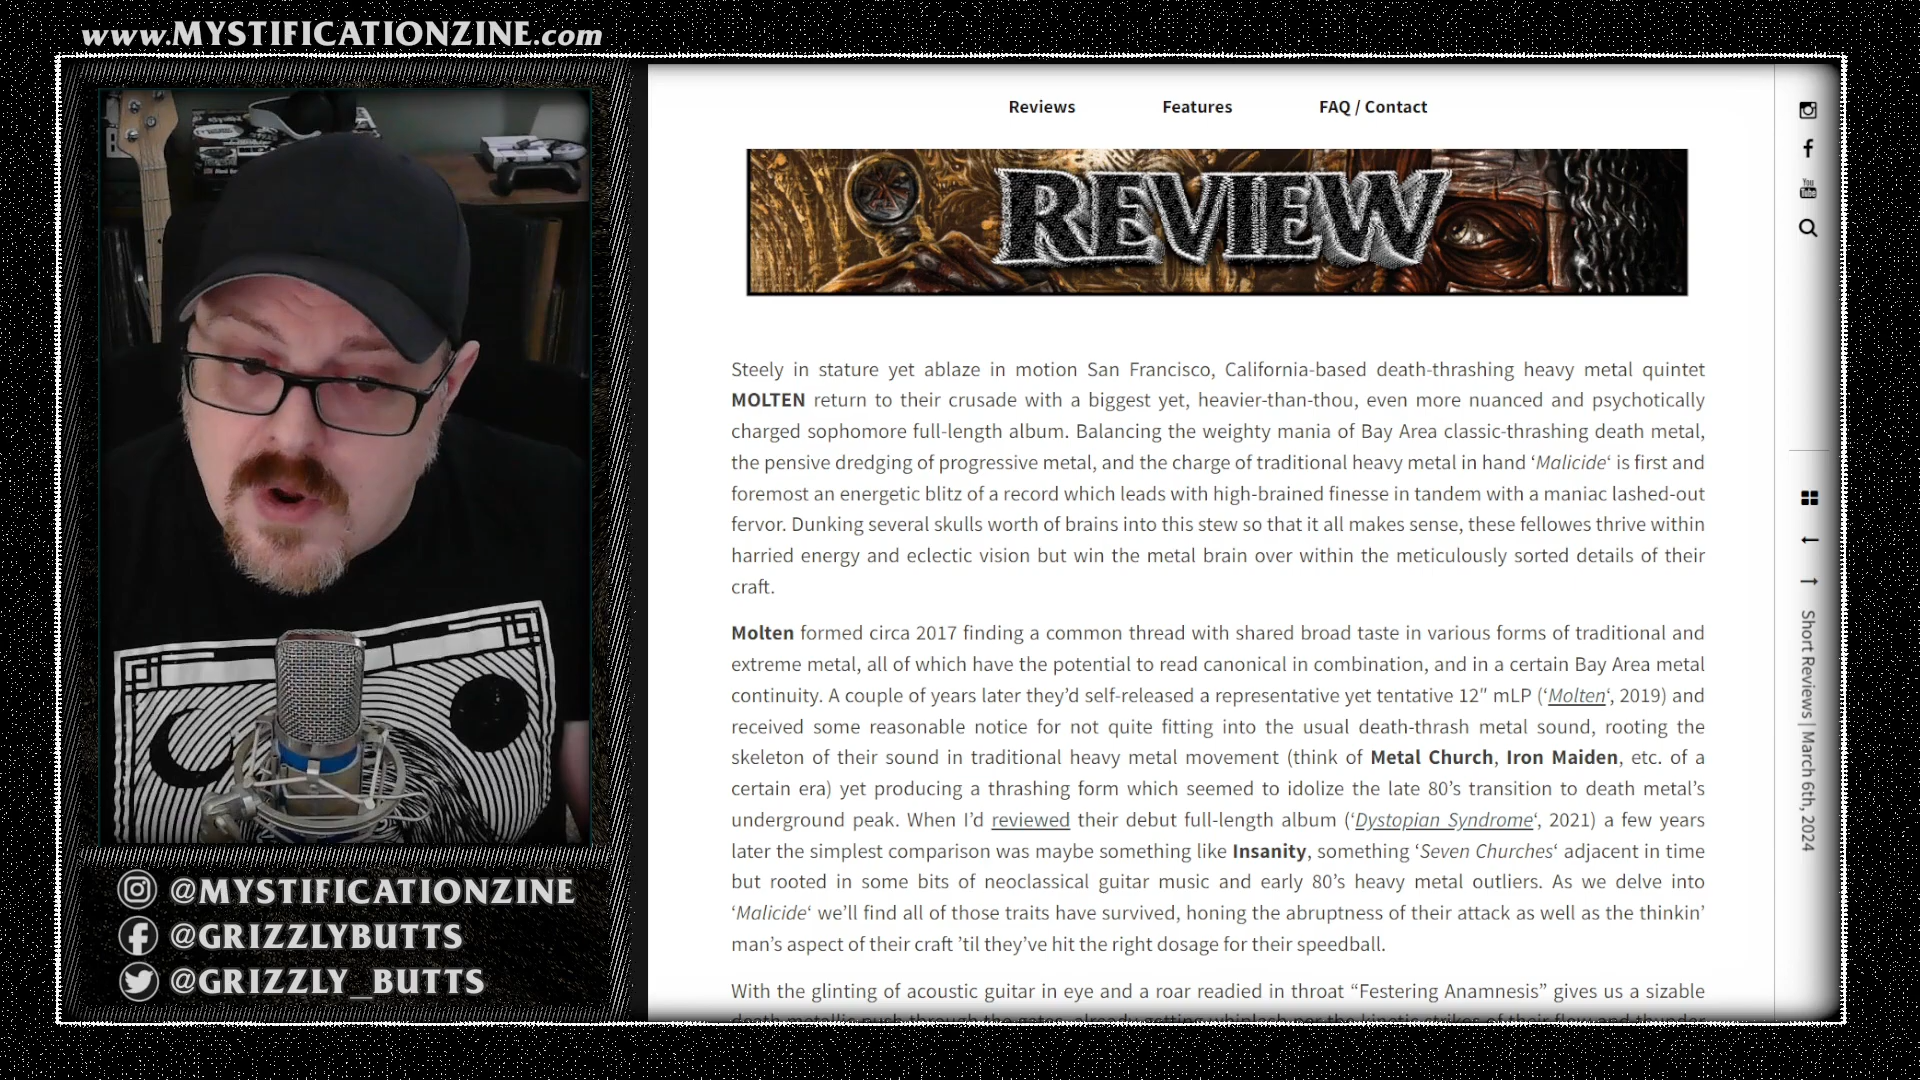 www.MYSTIFICATIONZINE.com
Reviews
Features
FAQ / Contact
REVIEW
Steely in stature yet ablaze in motion San Francisco, California-based death-thrashing heavy metal quintet
MOLTEN return to their crusade with a biggest yet, heavier-than-thou, even more nuanced and psychotically
charged sophomore full-length album. Balancing the weighty mania of Bay Area classic-thrashing death metal,
the pensive dredging of progressive metal, and the charge of traditional heavy metal in hand ‘Malicide‘ is first and
foremost an energetic blitz of a record which leads with high-brained finesse in tandem with a maniac lashed-out
fervor. Dunking several skulls worth of brains into this stew so that it all makes sense, these fellowes thrive within
harried energy and eclectic vision but win the metal brain over within the meticulously sorted details of their
craft.
Molten formed circa 2017 finding a common thread with shared broad taste in various forms of traditional and
extreme metal, all of which have the potential to read canonical in combination, and in a certain Bay Area metal
continuity. A couple of years later they’d self-released a representative yet tentative 12″ mLP (‘Molten‘, 2019) and
received some reasonable notice for not quite fitting into the usual death-thrash metal sound, rooting the
skeleton of their sound in traditional heavy metal movement (think of Metal Church, Iron Maiden, etc. of a
certain era) yet producing a thrashing form which seemed to idolize the late 80’s transition to death metal’s
underground peak. When I’d reviewed their debut full-length album (‘Dystopian Syndrome‘, 2021) a few years
later the simplest comparison was maybe something like Insanity, something ‘Seven Churches‘ adjacent in time
but rooted in some bits of neoclassical guitar music and early 80’s heavy metal outliers. As we delve into
‘Malicide‘ we’ll find all of those traits have survived, honing the abruptness of their attack as well as the thinkin’
man’s aspect of their craft ’til they’ve hit the right dosage for their speedball.
With the glinting of acoustic guitar in eye and a roar readied in throat “Festering Anamnesis” gives us a sizable
You Tube
Short Reviews | March 6th, 2024
@MYSTIFICATIONZINE
@GRIZZLYBUTTS
@GRIZZLY_BUTTS